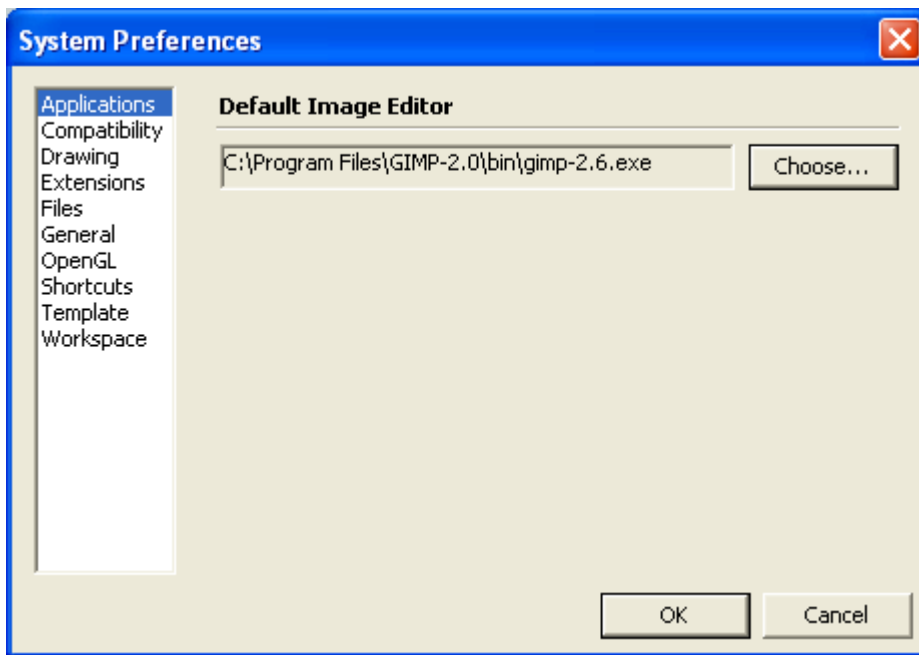 System Preferences
Applications
Compatibility
Drawing
Extensions
Files
General
OpenGL
Shortcuts
Template
Workspace
Default Image Editor
C:\Program Files\GIMP-2.0\bin\gimp-2.6.exe
Choose...
OK
Cancel